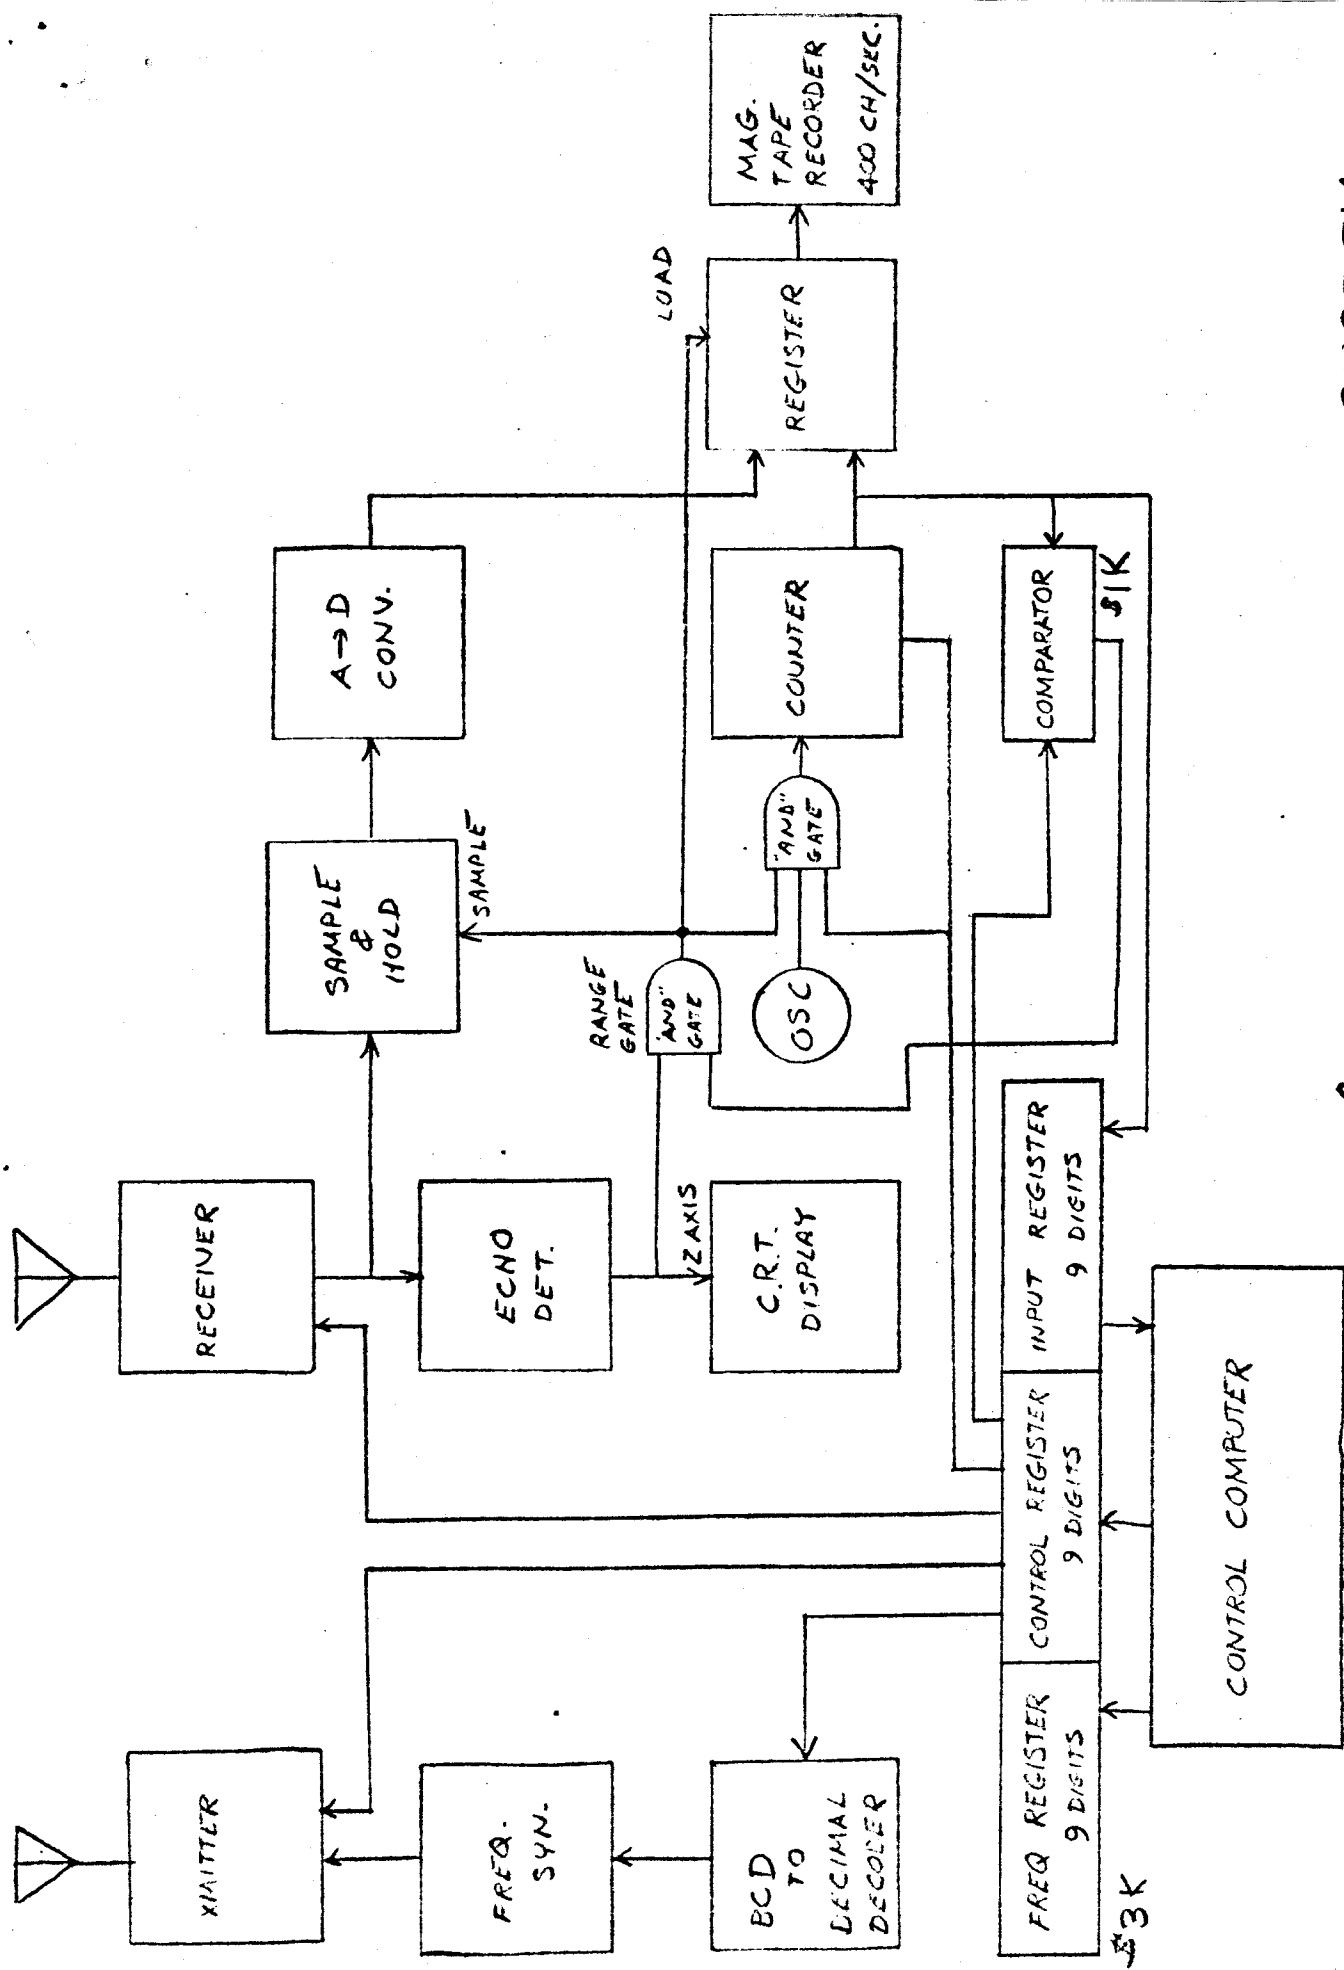 XMITTER
FREQ.
SYN.
BCD
TO
DECIMAL
DECODER
FREQ REGISTER
9 DIGITS
$3K
RECEIVER
ECHO
DET.
Z AXIS
C.R.T.
DISPLAY
CONTROL REGISTER
9 DIGITS
INPUT REGISTER
9 DIGITS
CONTROL COMPUTER
SAMPLE
&
HOLD
SAMPLE
RANGE
GATE
"AND"
GATE
OSC
"AND"
GATE
A→D
CONV.
COUNTER
COMPARATOR
$1K
LOAD
REGISTER
MAG.
TAPE
RECORDER
400 CH/SEC.